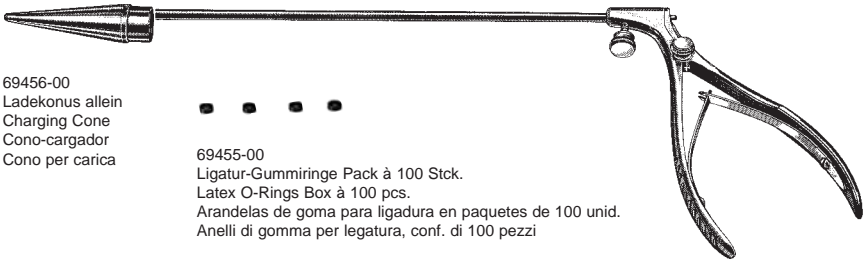 69456-00
Ladekonus allein
Charging Cone
Cono-cargador
Cono per carica
69455-00
Ligatur-Gummiringe Pack à 100 Stck.
Latex O-Rings Box à 100 pcs.
Arandelas de goma para ligadura en paquetes de 100 unid.
Anelli di gomma per legatura, conf. di 100 pezzi